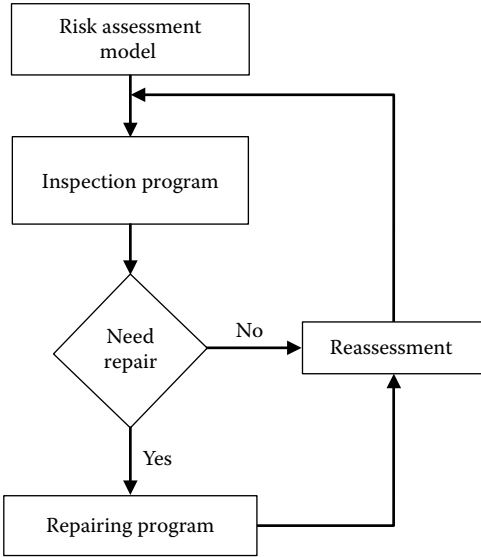 Risk assessment
model
Inspection program
Need
repair
No
Reassessment
Yes
Repairing program